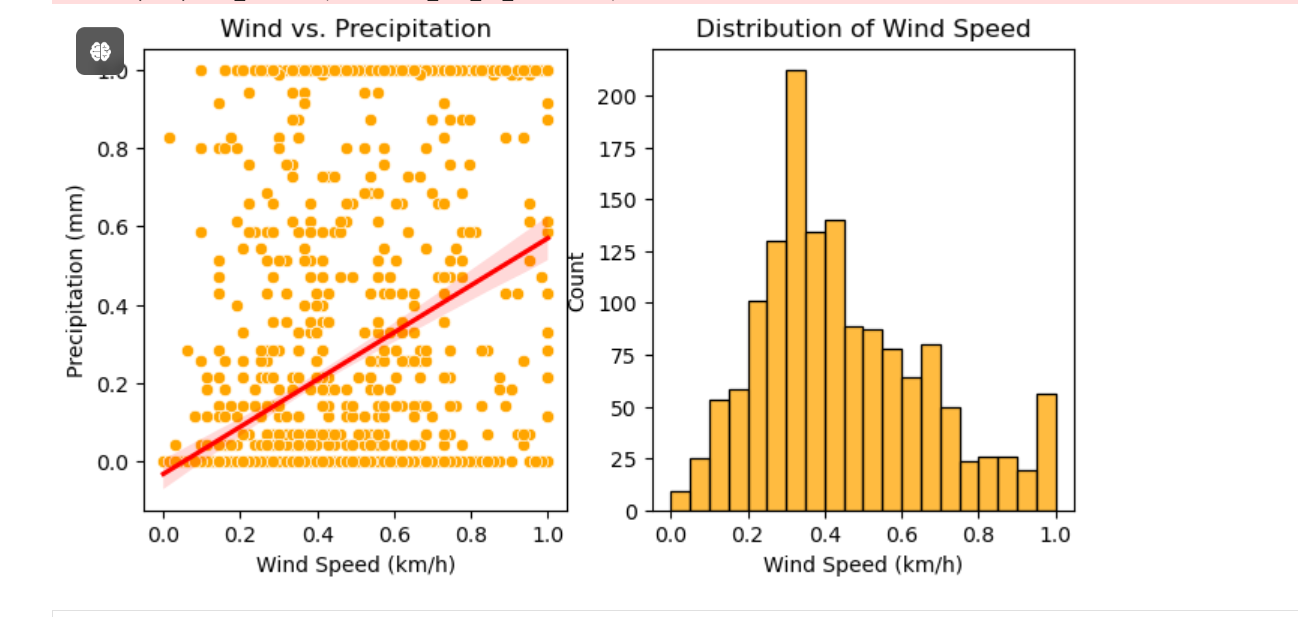 Wind vs. Precipitation
1.0
0.8
0.6
0.4
0.2
0.0
Precipitation (mm)
0.0 0.2 0.4 0.6 0.8 1.0
Wind Speed (km/h)
Distribution of Wind Speed
200
175
150
125
100
75
50
25
0
Count
0.0 0.2 0.4 0.6 0.8 1.0
Wind Speed (km/h)